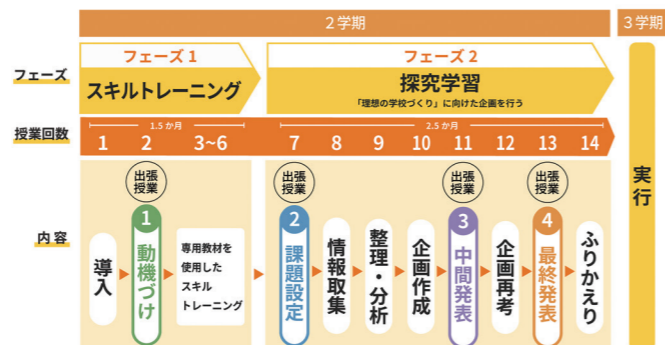 2学期
3学期
フェーズ
フェーズ1
スキルトレーニング
フェーズ2
探究学習
「理想の学校づくり」に向けた企画を行う
授業回数
1.5か月
2.5か月
1
2
3~6
7
8
9
10
11
12
13
14
内容
導入
出張
授業
1
動機づけ
専用教材を
使用した
スキル
トレーニング
出張
授業
2
課題設定
情報取集
整理・分析
企画作成
出張
授業
3
中間発表
企画再考
出張
授業
4
最終発表
ふりかえり
実行